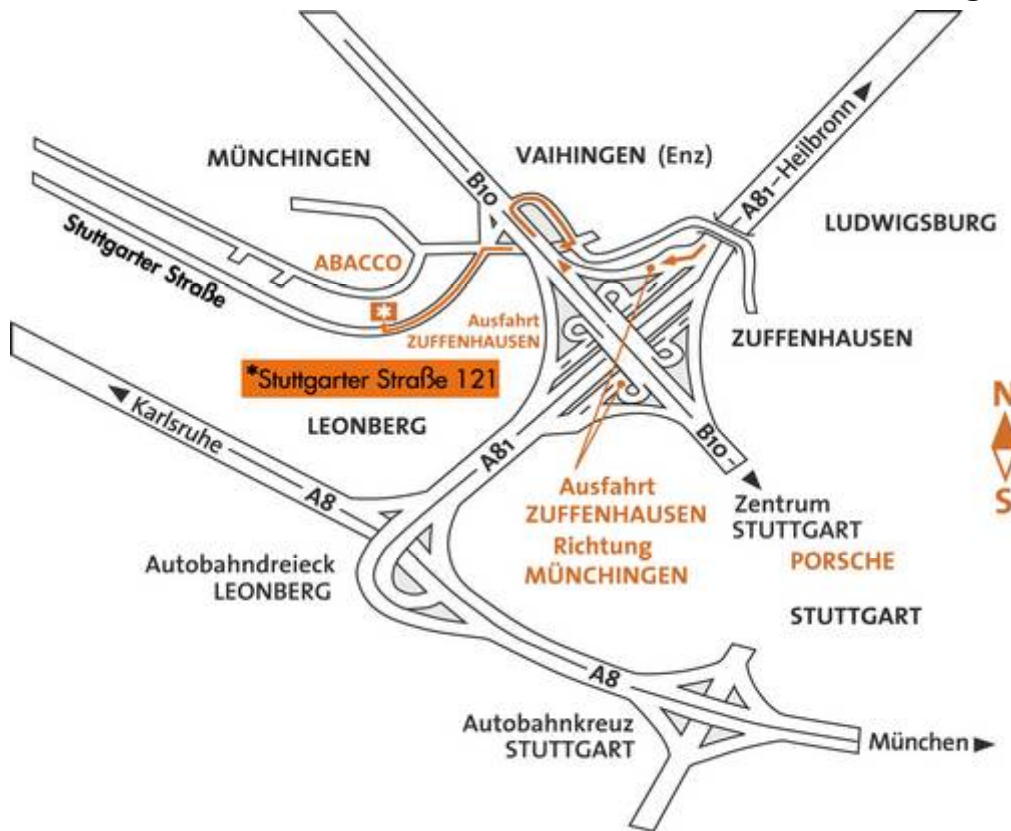 MÜNCHINGEN
VAIHINGEN (Enz)
B10
A81 – Heilbronn
LUDWIGSBURG
Stuttgarter Straße
ABACCO
*
Ausfahrt
ZUFFENHAUSEN
ZUFFENHAUSEN
*Stuttgarter Straße 121
Karlsruhe
LEONBERG
A81
B10
N
S
A8
Ausfahrt
ZUFFENHAUSEN
Richtung
MÜNCHINGEN
Zentrum
STUTTGART
PORSCHE
Autobahndreieck
LEONBERG
STUTTGART
A8
Autobahnkreuz
STUTTGART
München